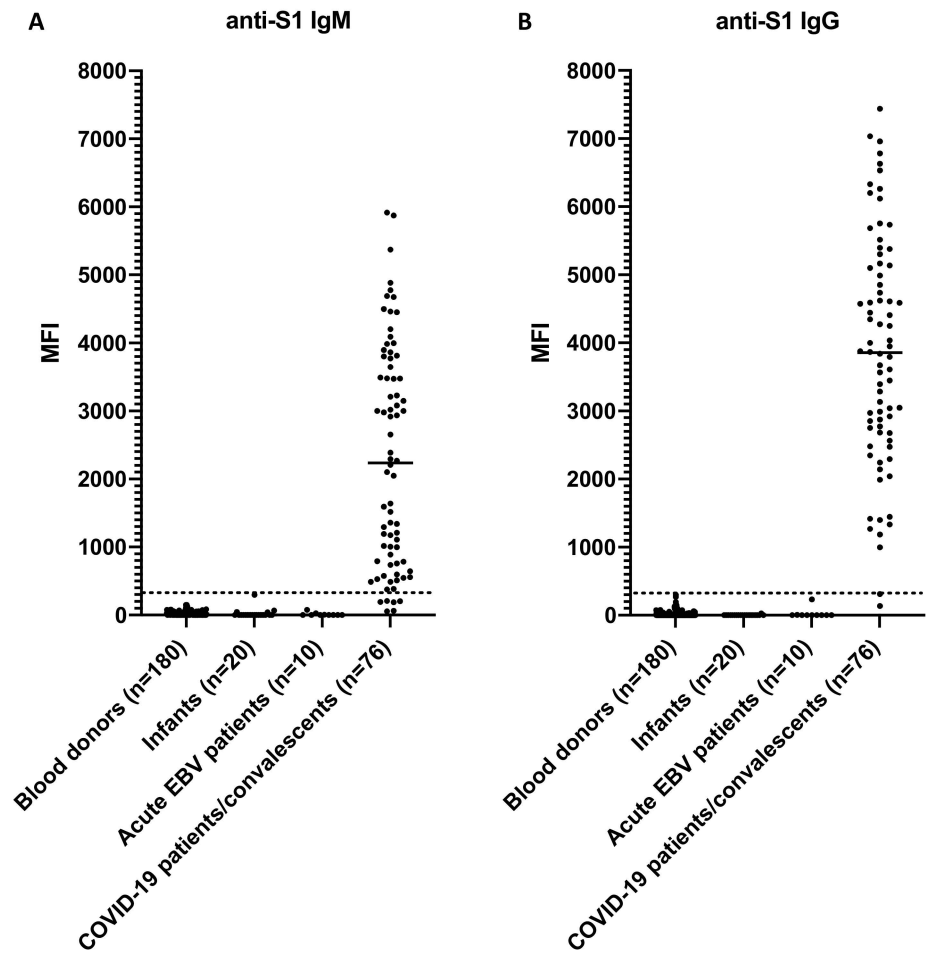 A
anti-S1 IgM
8000
7000
6000
5000
4000
3000
2000
1000
0
MFI
Blood donors (n=180)
Infants (n=20)
Acute EBV patients (n=10)
COVID-19 patients/convalescents (n=76)
B
anti-S1 IgG
8000
7000
6000
5000
4000
3000
2000
1000
0
MFI
Blood donors (n=180)
Infants (n=20)
Acute EBV patients (n=10)
COVID-19 patients/convalescents (n=76)